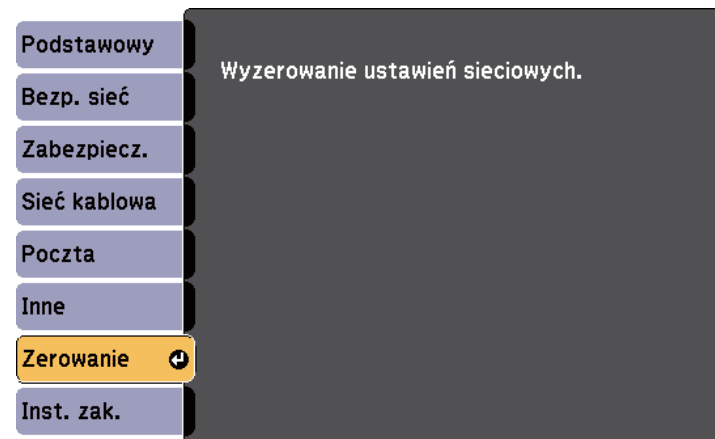 Podstawowy
Bezp. sieć
Zabezpiecz.
Sieć kablowa
Poczta
Inne
Zerowanie
Inst. zak.
Wyzerowanie ustawień sieciowych.